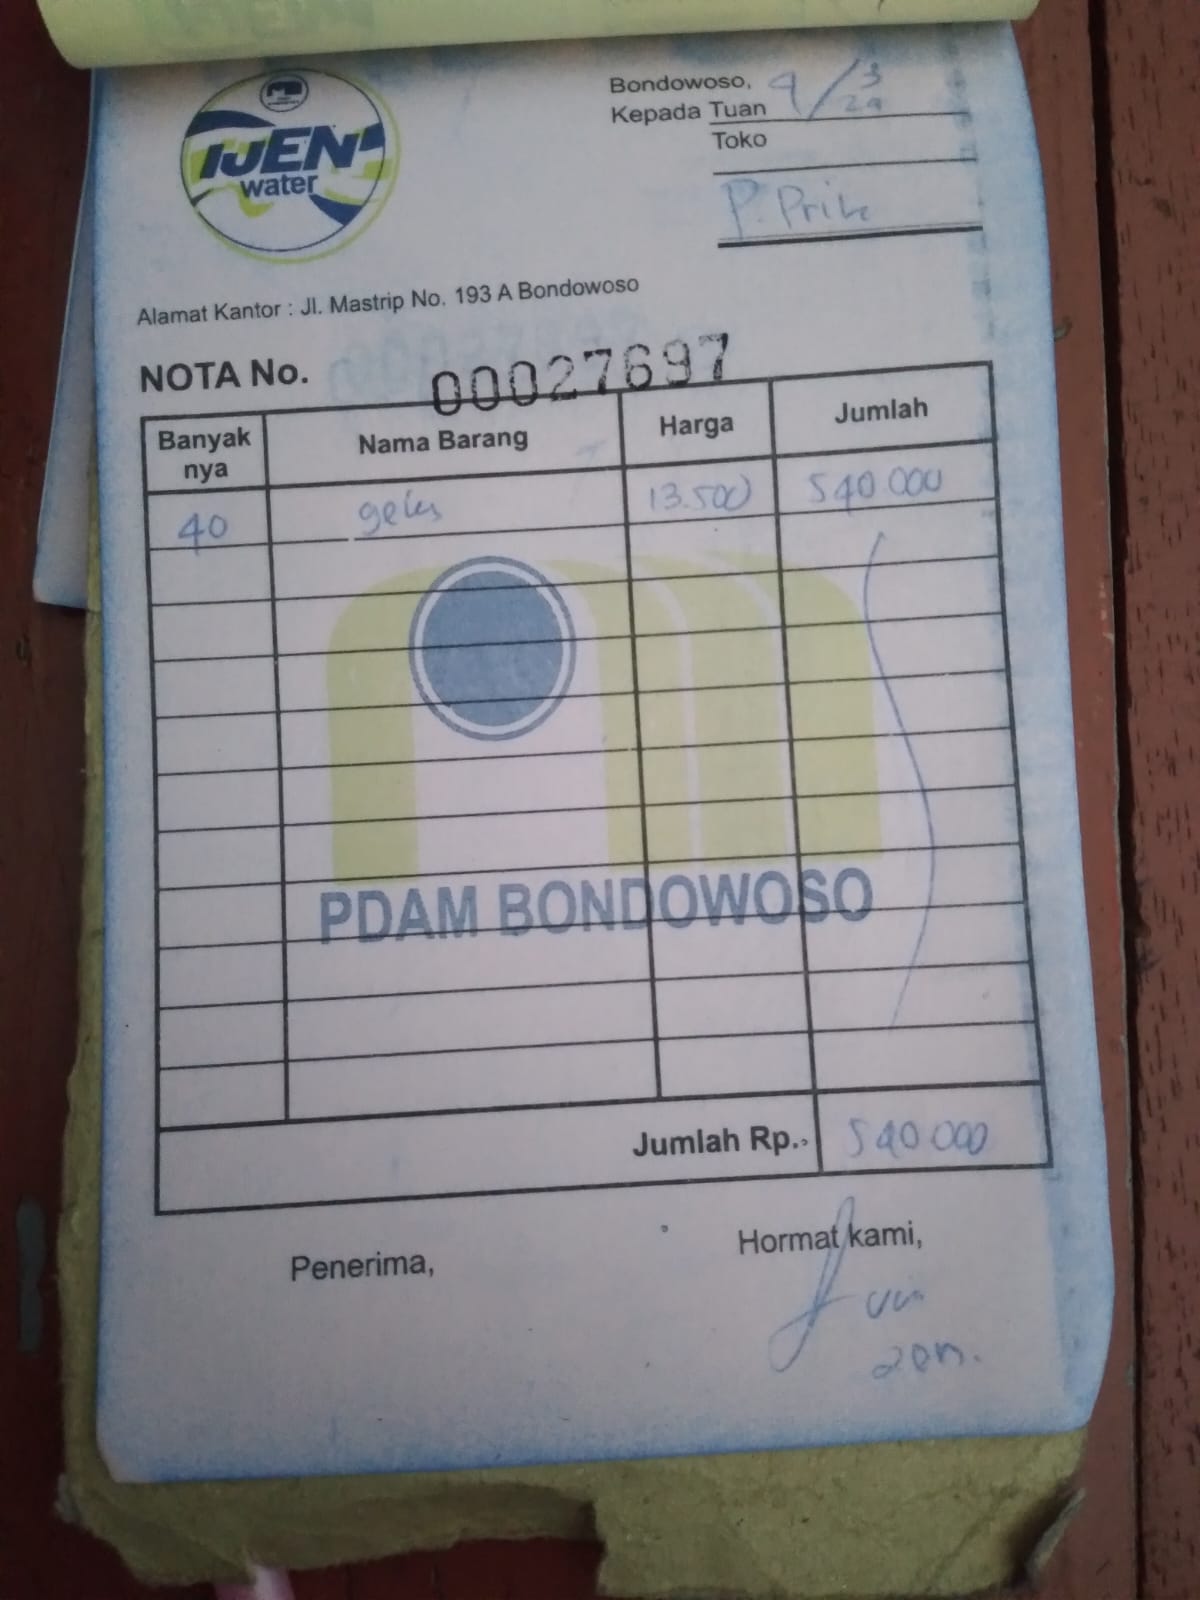 IJEN
water
Bondowoso, 9/3
Kepada Tuan
Toko
P. Prik
Alamat Kantor : Jl. Mastrip No. 193 A Bondowoso
NOTA No. 00027697
Banyak nya Nama Barang Harga Jumlah
40 gelas 13.500 540 000
PDAM BONDOWOSO
Jumlah Rp.. 540 000
Penerima, Hormat kami,